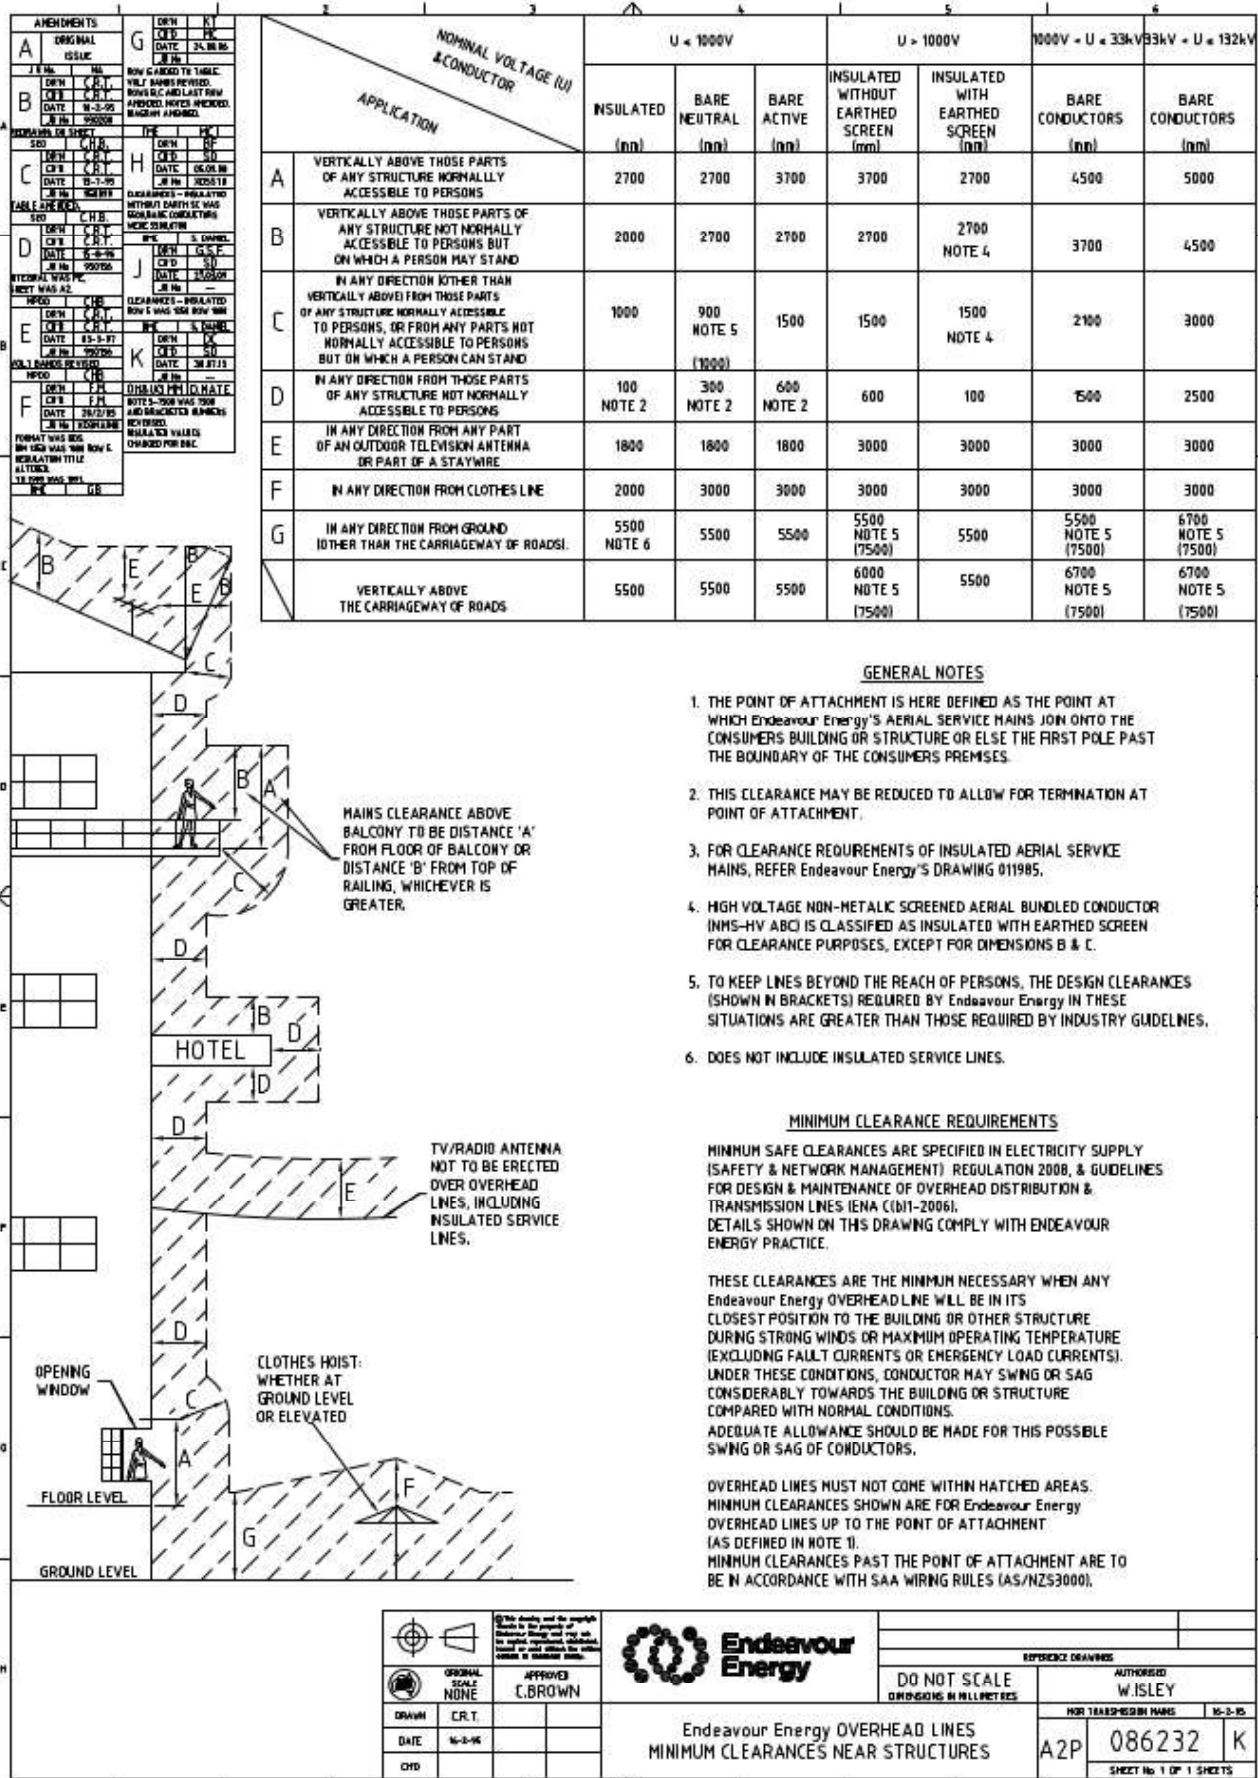 AMENDMENTS
A ORIGINAL ISSUE
B
DATE 16-2-95
C
DATE 13-7-95
TABLE AMENDED.
D
E
F
G
DATE 24.10.06
H
J
K
NOMINAL VOLTAGE (U)
&CONDUCTOR
APPLICATION
U ≤ 1000V
U > 1000V
1000V < U ≤ 33kV
33kV < U ≤ 132kV
INSULATED (mm)
BARE NEUTRAL (mm)
BARE ACTIVE (mm)
INSULATED WITHOUT EARTHED SCREEN (mm)
INSULATED WITH EARTHED SCREEN (mm)
BARE CONDUCTORS (mm)
BARE CONDUCTORS (mm)
A VERTICALLY ABOVE THOSE PARTS OF ANY STRUCTURE NORMALLLY ACCESSIBLE TO PERSONS 2700 2700 3700 3700 2700 4500 5000
B VERTICALLY ABOVE THOSE PARTS OF ANY STRUCTURE NOT NORMALLY ACCESSIBLE TO PERSONS BUT ON WHICH A PERSON MAY STAND 2000 2700 2700 2700 2700 NOTE 4 3700 4500
C IN ANY DIRECTION (OTHER THAN VERTICALLY ABOVE) FROM THOSE PARTS OF ANY STRUCTURE NORMALLY ACCESSIBLE TO PERSONS, OR FROM ANY PARTS NOT NORMALLY ACCESSIBLE TO PERSONS BUT ON WHICH A PERSON CAN STAND 1000 900 NOTE 5 (1000) 1500 1500 1500 NOTE 4 2100 3000
D IN ANY DIRECTION FROM THOSE PARTS OF ANY STRUCTURE NOT NORMALLY ACCESSIBLE TO PERSONS 100 NOTE 2 300 NOTE 2 600 NOTE 2 600 100 1500 2500
E IN ANY DIRECTION FROM ANY PART OF AN OUTDOOR TELEVISION ANTENNA OR PART OF A STAYWIRE 1800 1800 1800 3000 3000 3000 3000
F IN ANY DIRECTION FROM CLOTHES LINE 2000 3000 3000 3000 3000 3000 3000
G IN ANY DIRECTION FROM GROUND (OTHER THAN THE CARRIAGEWAY OF ROADS). 5500 NOTE 6 5500 5500 5500 NOTE 5 (7500) 5500 5500 NOTE 5 (7500) 6700 NOTE 5 (7500)
VERTICALLY ABOVE THE CARRIAGEWAY OF ROADS 5500 5500 5500 6000 NOTE 5 (7500) 5500 6700 NOTE 5 (7500) 6700 NOTE 5 (7500)
GENERAL NOTES
1. THE POINT OF ATTACHMENT IS HERE DEFINED AS THE POINT AT
WHICH Endeavour Energy'S AERIAL SERVICE MAINS JOIN ONTO THE
CONSUMERS BUILDING OR STRUCTURE OR ELSE THE FIRST POLE PAST
THE BOUNDARY OF THE CONSUMERS PREMISES.
2. THIS CLEARANCE MAY BE REDUCED TO ALLOW FOR TERMINATION AT
POINT OF ATTACHMENT.
3. FOR CLEARANCE REQUIREMENTS OF INSULATED AERIAL SERVICE
MAINS, REFER Endeavour Energy'S DRAWING 011985.
4. HIGH VOLTAGE NON-METALIC SCREENED AERIAL BUNDLED CONDUCTOR
(NMS-HV ABC) IS CLASSIFIED AS INSULATED WITH EARTHED SCREEN
FOR CLEARANCE PURPOSES, EXCEPT FOR DIMENSIONS B & C.
5. TO KEEP LINES BEYOND THE REACH OF PERSONS, THE DESIGN CLEARANCES
(SHOWN IN BRACKETS) REQUIRED BY Endeavour Energy IN THESE
SITUATIONS ARE GREATER THAN THOSE REQUIRED BY INDUSTRY GUIDELINES.
6. DOES NOT INCLUDE INSULATED SERVICE LINES.
MINIMUM CLEARANCE REQUIREMENTS
MINIMUM SAFE CLEARANCES ARE SPECIFIED IN ELECTRICITY SUPPLY
(SAFETY & NETWORK MANAGEMENT) REGULATION 2008, & GUIDELINES
FOR DESIGN & MAINTENANCE OF OVERHEAD DISTRIBUTION &
TRANSMISSION LINES (ENA C(b)1-2006).
DETAILS SHOWN ON THIS DRAWING COMPLY WITH ENDEAVOUR
ENERGY PRACTICE.
THESE CLEARANCES ARE THE MINIMUM NECESSARY WHEN ANY
Endeavour Energy OVERHEAD LINE WILL BE IN ITS
CLOSEST POSITION TO THE BUILDING OR OTHER STRUCTURE
DURING STRONG WINDS OR MAXIMUM OPERATING TEMPERATURE
(EXCLUDING FAULT CURRENTS OR EMERGENCY LOAD CURRENTS).
UNDER THESE CONDITIONS, CONDUCTOR MAY SWING OR SAG
CONSIDERABLY TOWARDS THE BUILDING OR STRUCTURE
COMPARED WITH NORMAL CONDITIONS.
ADEQUATE ALLOWANCE SHOULD BE MADE FOR THIS POSSIBLE
SWING OR SAG OF CONDUCTORS.
OVERHEAD LINES MUST NOT COME WITHIN HATCHED AREAS.
MINIMUM CLEARANCES SHOWN ARE FOR Endeavour Energy
OVERHEAD LINES UP TO THE POINT OF ATTACHMENT
(AS DEFINED IN NOTE 1).
MINIMUM CLEARANCES PAST THE POINT OF ATTACHMENT ARE TO
BE IN ACCORDANCE WITH SAA WIRING RULES (AS/NZS3000).
B E B E B
C
D
B A
MAINS CLEARANCE ABOVE
BALCONY TO BE DISTANCE 'A'
FROM FLOOR OF BALCONY OR
DISTANCE 'B' FROM TOP OF
RAILING, WHICHEVER IS
GREATER.
C
D
B
D
HOTEL
D
D
E
TV/RADIO ANTENNA
NOT TO BE ERECTED
OVER OVERHEAD
LINES, INCLUDING
INSULATED SERVICE
LINES.
D
OPENING
WINDOW
CLOTHES HOIST:
WHETHER AT
GROUND LEVEL
OR ELEVATED
C
A
F
G
FLOOR LEVEL
GROUND LEVEL
ORIGINAL SCALE NONE
APPROVED C.BROWN
DRAWN C.R.T.
DATE 16-2-95
CH'D
Endeavour
Energy
REFERENCE DRAWINGS
DO NOT SCALE
DIMENSIONS IN MILLIMETRES
AUTHORISED
W.ISLEY
MGR TRANSMISSION MAINS 16-2-95
Endeavour Energy OVERHEAD LINES
MINIMUM CLEARANCES NEAR STRUCTURES
A2P 086232 K
SHEET No 1 OF 1 SHEETS